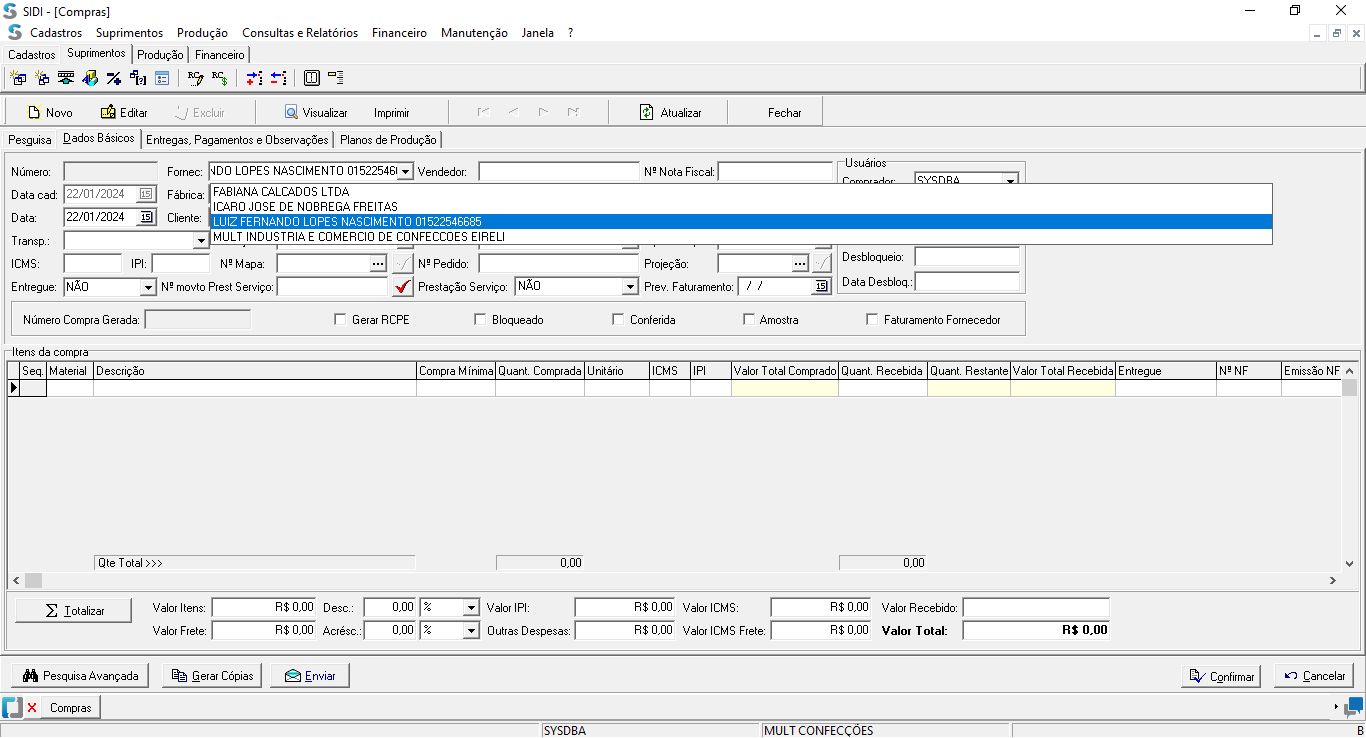 SIDI - [Compras]
Cadastros Suprimentos Produção Consultas e Relatórios Financeiro Manutenção Janela ?
Cadastros Suprimentos Produção Financeiro
Novo Editar Excluir Visualizar Imprimir Atualizar Fechar
Pesquisa Dados Básicos Entregas, Pagamentos e Observações Planos de Produção
Número: Fornec: NDO LOPES NASCIMENTO 01522546 Vendedor: Nº Nota Fiscal: Usuários
Comprador: SYSDBA
Data cad: 22/01/2024 15 Fábrica: FABIANA CALCADOS LTDA
ICARO JOSE DE NOBREGA FREITAS
Data: 22/01/2024 15 Cliente: LUIZ FERNANDO LOPES NASCIMENTO 01522546685
Transp.: MULT INDUSTRIA E COMERCIO DE CONFECCOES EIRELI
ICMS: IPI: Nº Mapa: ... Nº Pedido: Projeção: ... Desbloqueio:
Entregue: NÃO Nº movto Prest Serviço: Prestação Serviço: NÃO Prev. Faturamento: / / 15 Data Desbloq.:
Número Compra Gerada: Gerar RCPE Bloqueado Conferida Amostra Faturamento Fornecedor
Itens da compra
Seq. Material Descrição Compra Mínima Quant. Comprada Unitário ICMS IPI Valor Total Comprado Quant. Recebida Quant. Restante Valor Total Recebida Entregue Nº NF Emissão NF
Qte Total >>> 0,00 0,00
Totalizar Valor Itens: R$ 0,00 Desc.: 0,00 % Valor IPI: R$ 0,00 Valor ICMS: R$ 0,00 Valor Recebido:
Valor Frete: R$ 0,00 Acrésc.: 0,00 % Outras Despesas: R$ 0,00 Valor ICMS Frete: R$ 0,00 Valor Total: R$ 0,00
Pesquisa Avançada Gerar Cópias Enviar Confirmar Cancelar
Compras
SYSDBA MULT CONFECÇÕES B